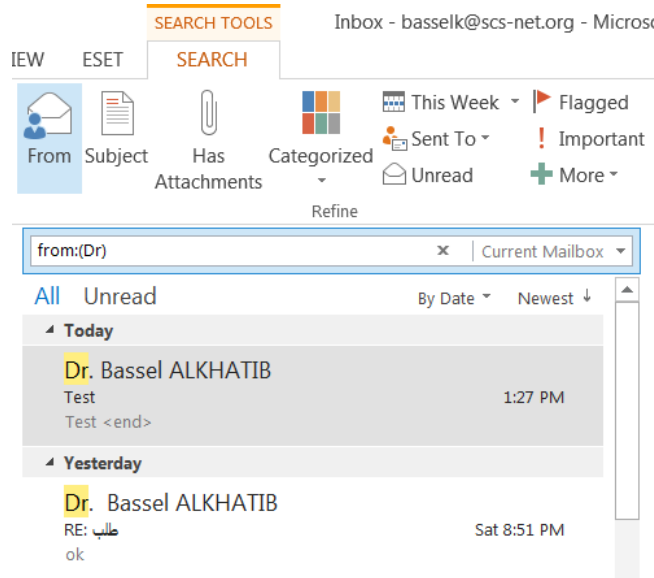 SEARCH TOOLS Inbox - basselk@scs-net.org - Microso
IEW ESET SEARCH
This Week Flagged
Sent To Important
From Subject Has Attachments Categorized Unread More
Refine
from:(Dr) Current Mailbox
All Unread By Date Newest
Today
Dr. Bassel ALKHATIB
Test 1:27 PM
Test <end>
Yesterday
Dr. Bassel ALKHATIB
RE: طلب Sat 8:51 PM
ok